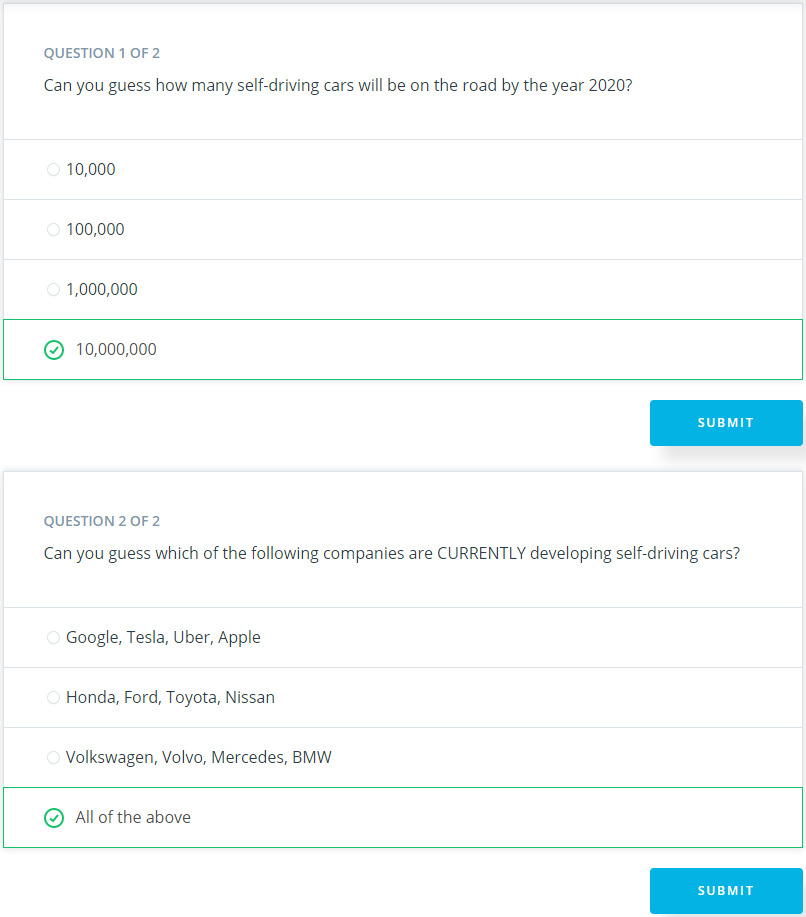 QUESTION 1 OF 2
Can you guess how many self-driving cars will be on the road by the year 2020?
10,000
100,000
1,000,000
10,000,000
SUBMIT
QUESTION 2 OF 2
Can you guess which of the following companies are CURRENTLY developing self-driving cars?
Google, Tesla, Uber, Apple
Honda, Ford, Toyota, Nissan
Volkswagen, Volvo, Mercedes, BMW
All of the above
SUBMIT